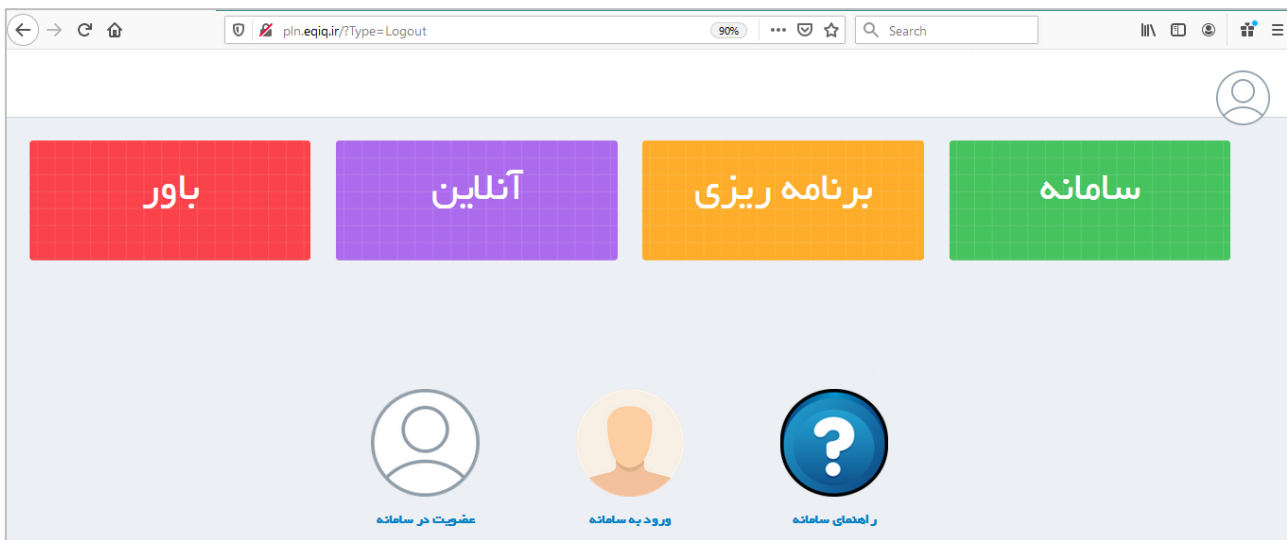 pln.eqiq.ir/?Type=Logout
90%
Search
سامانه
برنامه ریزی
آنلاین
باور
راهنمای سامانه
ورود به سامانه
عضویت در سامانه